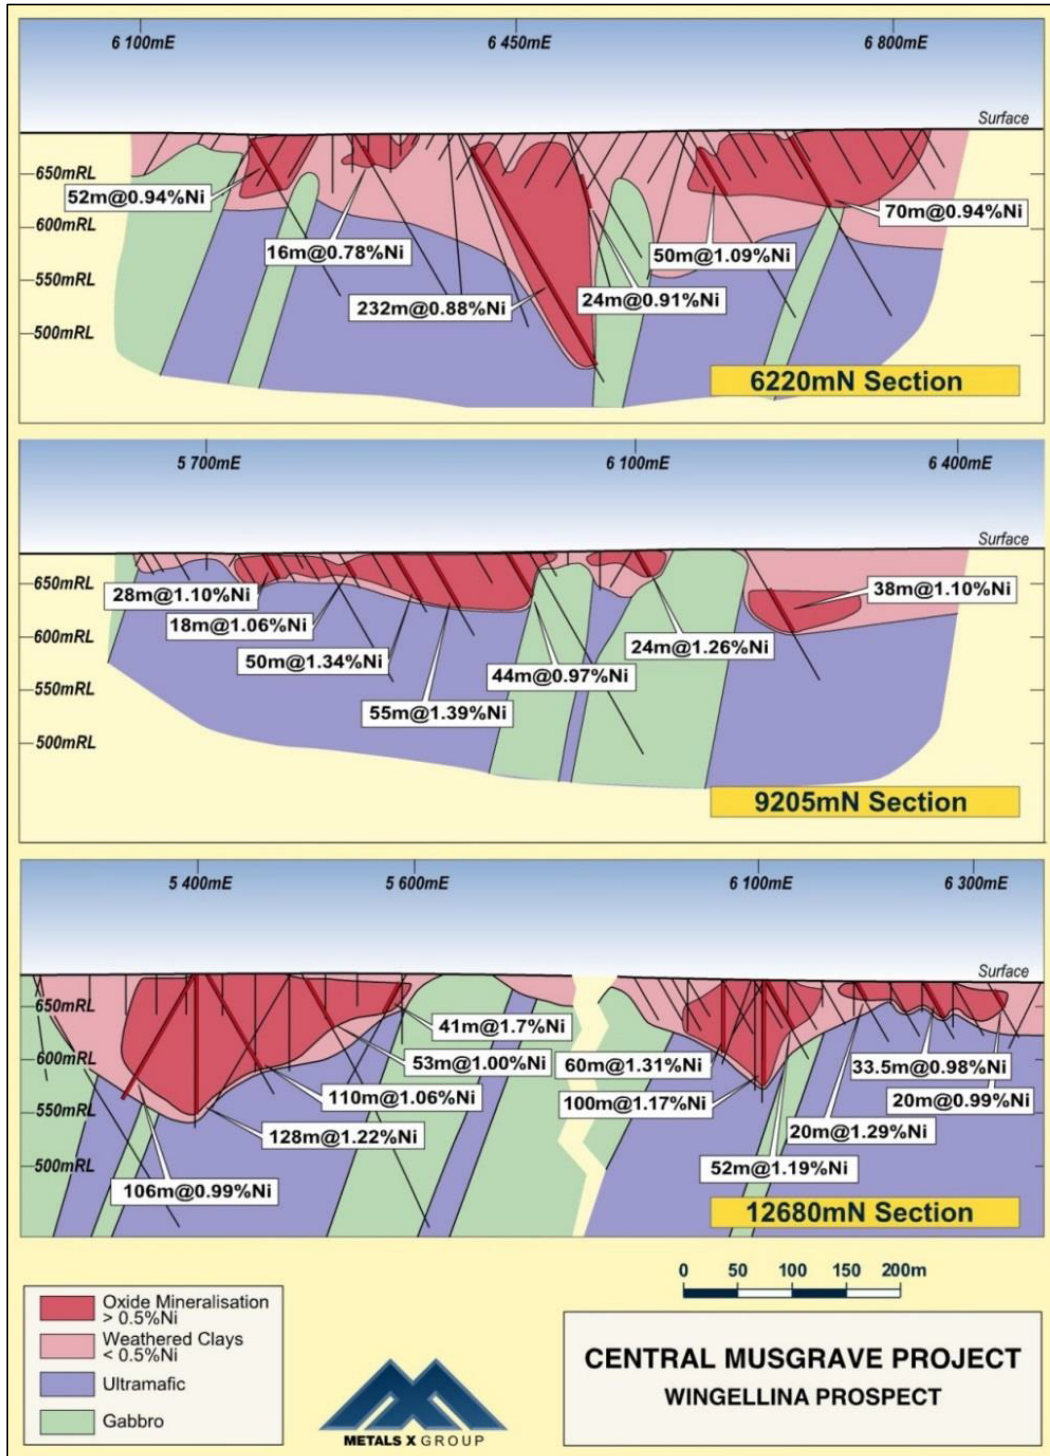 6 100mE 6 450mE 6 800mE
Surface
650mRL
52m@0.94%Ni
70m@0.94%Ni
600mRL
16m@0.78%Ni
50m@1.09%Ni
550mRL
232m@0.88%Ni
24m@0.91%Ni
500mRL
6220mN Section
5 700mE 6 100mE 6 400mE
Surface
650mRL
28m@1.10%Ni
38m@1.10%Ni
18m@1.06%Ni
600mRL
24m@1.26%Ni
50m@1.34%Ni
44m@0.97%Ni
550mRL
55m@1.39%Ni
500mRL
9205mN Section
5 400mE 5 600mE 6 100mE 6 300mE
Surface
650mRL
41m@1.7%Ni
600mRL
53m@1.00%Ni
60m@1.31%Ni
33.5m@0.98%Ni
110m@1.06%Ni
100m@1.17%Ni
20m@0.99%Ni
550mRL
128m@1.22%Ni
20m@1.29%Ni
500mRL
52m@1.19%Ni
106m@0.99%Ni
12680mN Section
0 50 100 150 200m
Oxide Mineralisation
> 0.5%Ni
Weathered Clays
< 0.5%Ni
Ultramafic
Gabbro
METALS X GROUP
CENTRAL MUSGRAVE PROJECT
WINGELLINA PROSPECT